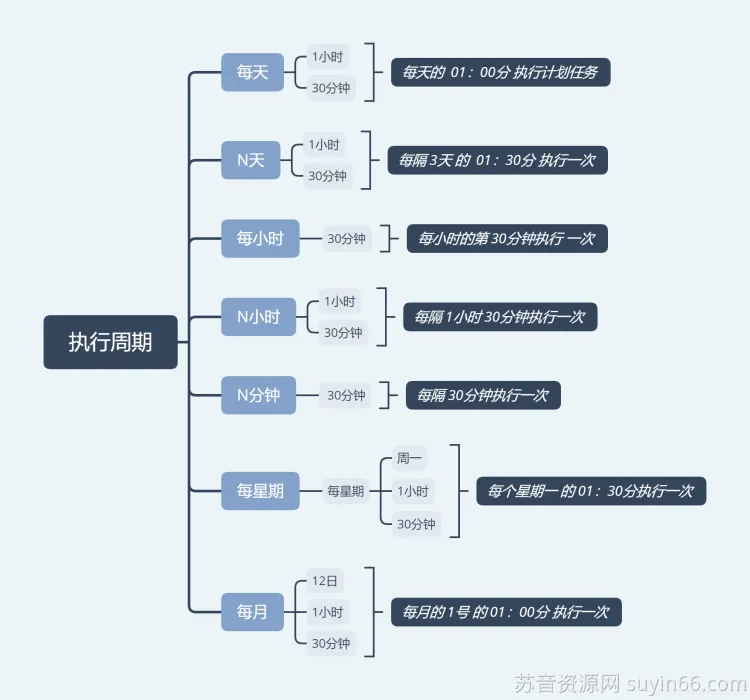 执行周期
每天
1小时
30分钟
每天的 01：00分 执行计划任务
N天
1小时
30分钟
每隔 3天 的 01：30分 执行一次
每小时
30分钟
每小时的第 30分钟执行 一次
N小时
1小时
30分钟
每隔 1小时 30分钟执行一次
N分钟
30分钟
每隔 30分钟执行一次
每星期
每星期
周一
1小时
30分钟
每个星期一 的 01：30分执行一次
每月
12日
1小时
30分钟
每月的 1号 的 01：00分 执行一次
苏音资源网 suyin66.com